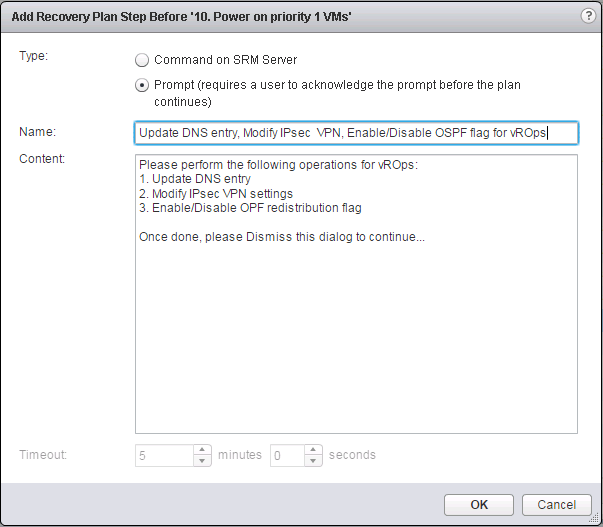 Add Recovery Plan Step Before '10. Power on priority 1 VMs'
?
Type:
Command on SRM Server
Prompt (requires a user to acknowledge the prompt before the plan
continues)
Name:
Update DNS entry, Modify IPsec VPN, Enable/Disable OSPF flag for vROps
Content:
Please perform the following operations for vROps:
1. Update DNS entry
2. Modify IPsec VPN settings
3. Enable/Disable OPF redistribution flag
Once done, please Dismiss this dialog to continue...
Timeout:
5 minutes 0 seconds
OK Cancel